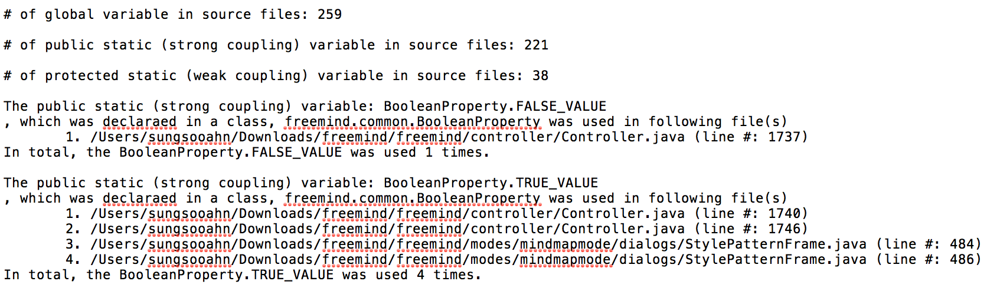 # of global variable in source files: 259
# of public static (strong coupling) variable in source files: 221
# of protected static (weak coupling) variable in source files: 38
The public static (strong coupling) variable: BooleanProperty.FALSE_VALUE
, which was declaraed in a class, freemind.common.BooleanProperty was used in following file(s)
1. /Users/sungsooahn/Downloads/freemind/freemind/controller/Controller.java (line #: 1737)
In total, the BooleanProperty.FALSE_VALUE was used 1 times.
The public static (strong coupling) variable: BooleanProperty.TRUE_VALUE
, which was declaraed in a class, freemind.common.BooleanProperty was used in following file(s)
1. /Users/sungsooahn/Downloads/freemind/freemind/controller/Controller.java (line #: 1740)
2. /Users/sungsooahn/Downloads/freemind/freemind/controller/Controller.java (line #: 1746)
3. /Users/sungsooahn/Downloads/freemind/freemind/modes/mindmapmode/dialogs/StylePatternFrame.java (line #: 484)
4. /Users/sungsooahn/Downloads/freemind/freemind/modes/mindmapmode/dialogs/StylePatternFrame.java (line #: 486)
In total, the BooleanProperty.TRUE_VALUE was used 4 times.